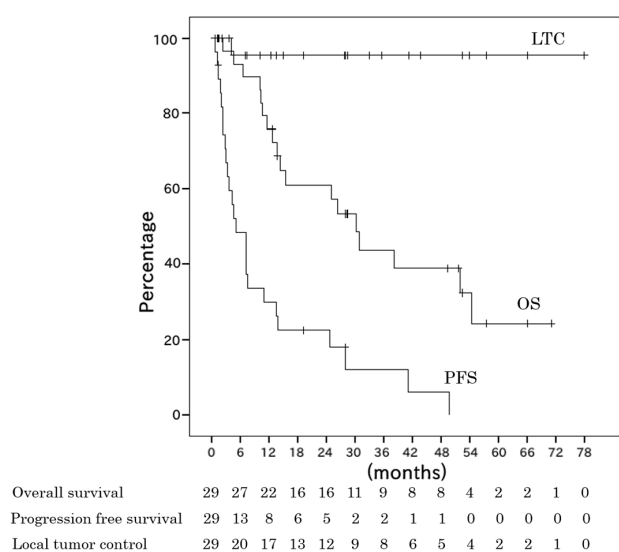 LTC
100
80
60
40
20
0
Percentage
OS
PFS
0 6 12 18 24 30 36 42 48 54 60 66 72 78
(months)
Overall survival 29 27 22 16 16 11 9 8 8 4 2 2 1 0
Progression free survival 29 13 8 6 5 2 2 1 1 0 0 0 0 0
Local tumor control 29 20 17 13 12 9 8 6 5 4 2 2 1 0